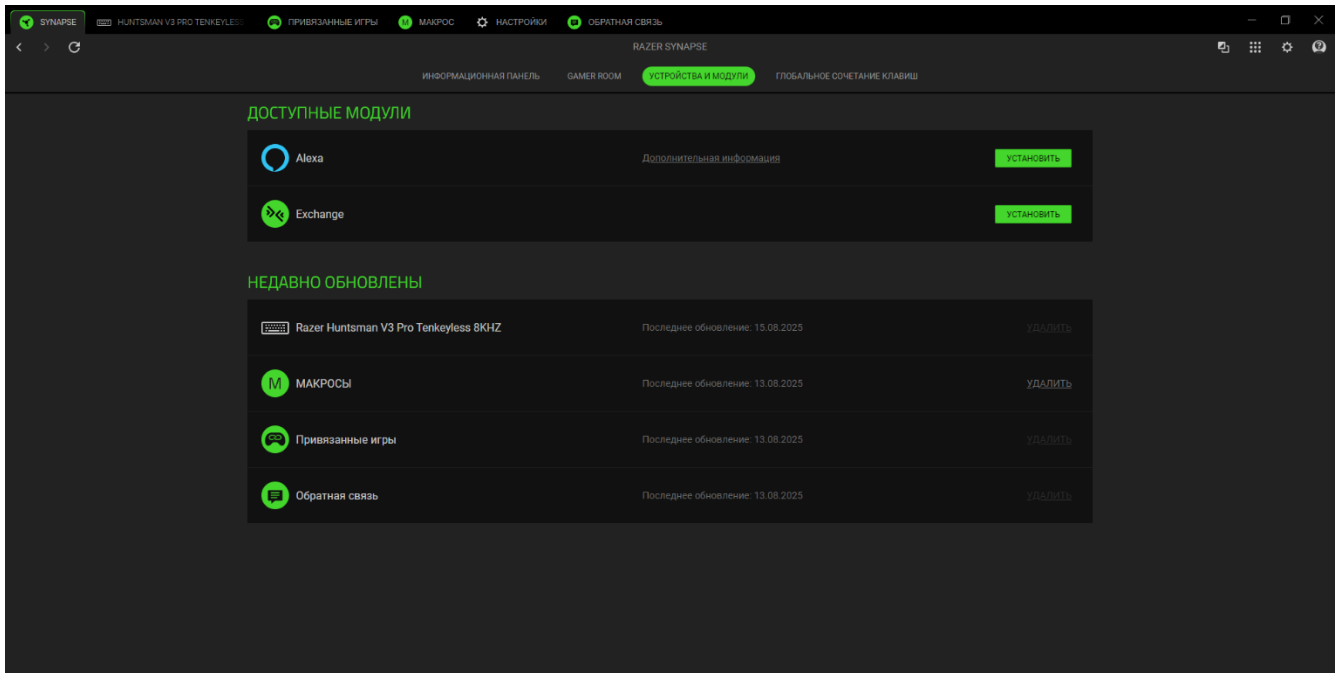 SYNAPSE HUNTSMAN V3 PRO TENKEYLESS ПРИВЯЗАННЫЕ ИГРЫ M МАКРОС НАСТРОЙКИ ОБРАТНАЯ СВЯЗЬ
RAZER SYNAPSE
ИНФОРМАЦИОННАЯ ПАНЕЛЬ GAMER ROOM УСТРОЙСТВА И МОДУЛИ ГЛОБАЛЬНОЕ СОЧЕТАНИЕ КЛАВИШ
ДОСТУПНЫЕ МОДУЛИ
Alexa Дополнительная информация УСТАНОВИТЬ
Exchange УСТАНОВИТЬ
НЕДАВНО ОБНОВЛЕНЫ
Razer Huntsman V3 Pro Tenkeyless 8KHZ Последнее обновление: 15.08.2025 УДАЛИТЬ
M МАКРОСЫ Последнее обновление: 13.08.2025 УДАЛИТЬ
Привязанные игры Последнее обновление: 13.08.2025 УДАЛИТЬ
Обратная связь Последнее обновление: 13.08.2025 УДАЛИТЬ